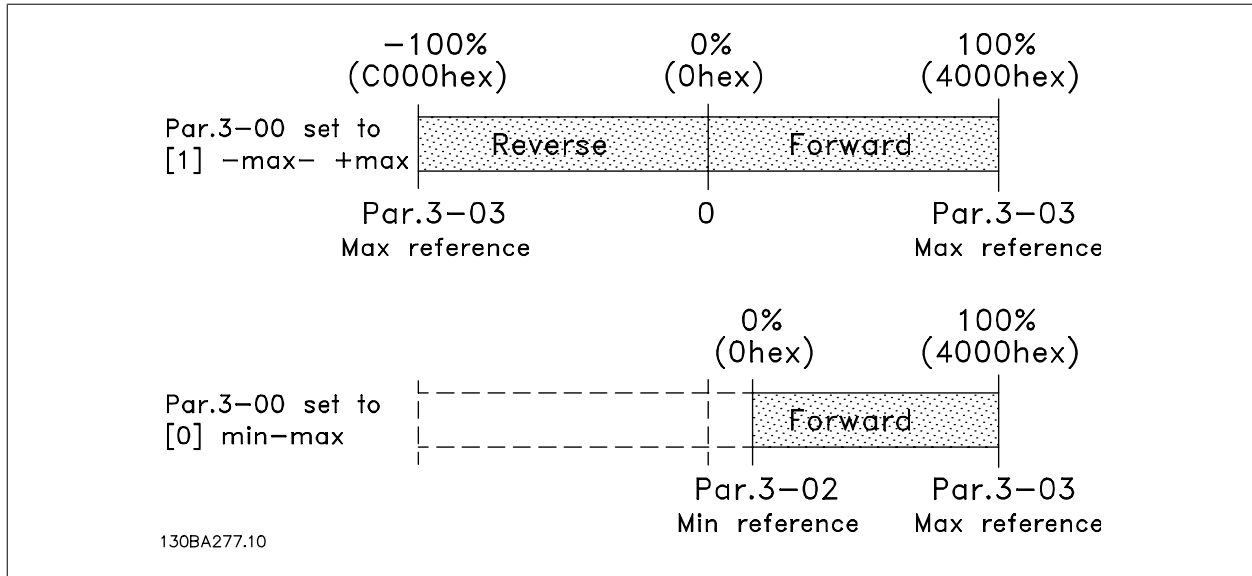 -100%
(C000hex)
0%
(0hex)
100%
(4000hex)
Par.3-00 set to
[1] -max- +max
Reverse
Forward
Par.3-03
Max reference
0
Par.3-03
Max reference
0%
(0hex)
100%
(4000hex)
Par.3-00 set to
[0] min-max
Forward
Par.3-02
Min reference
Par.3-03
Max reference
130BA277.10